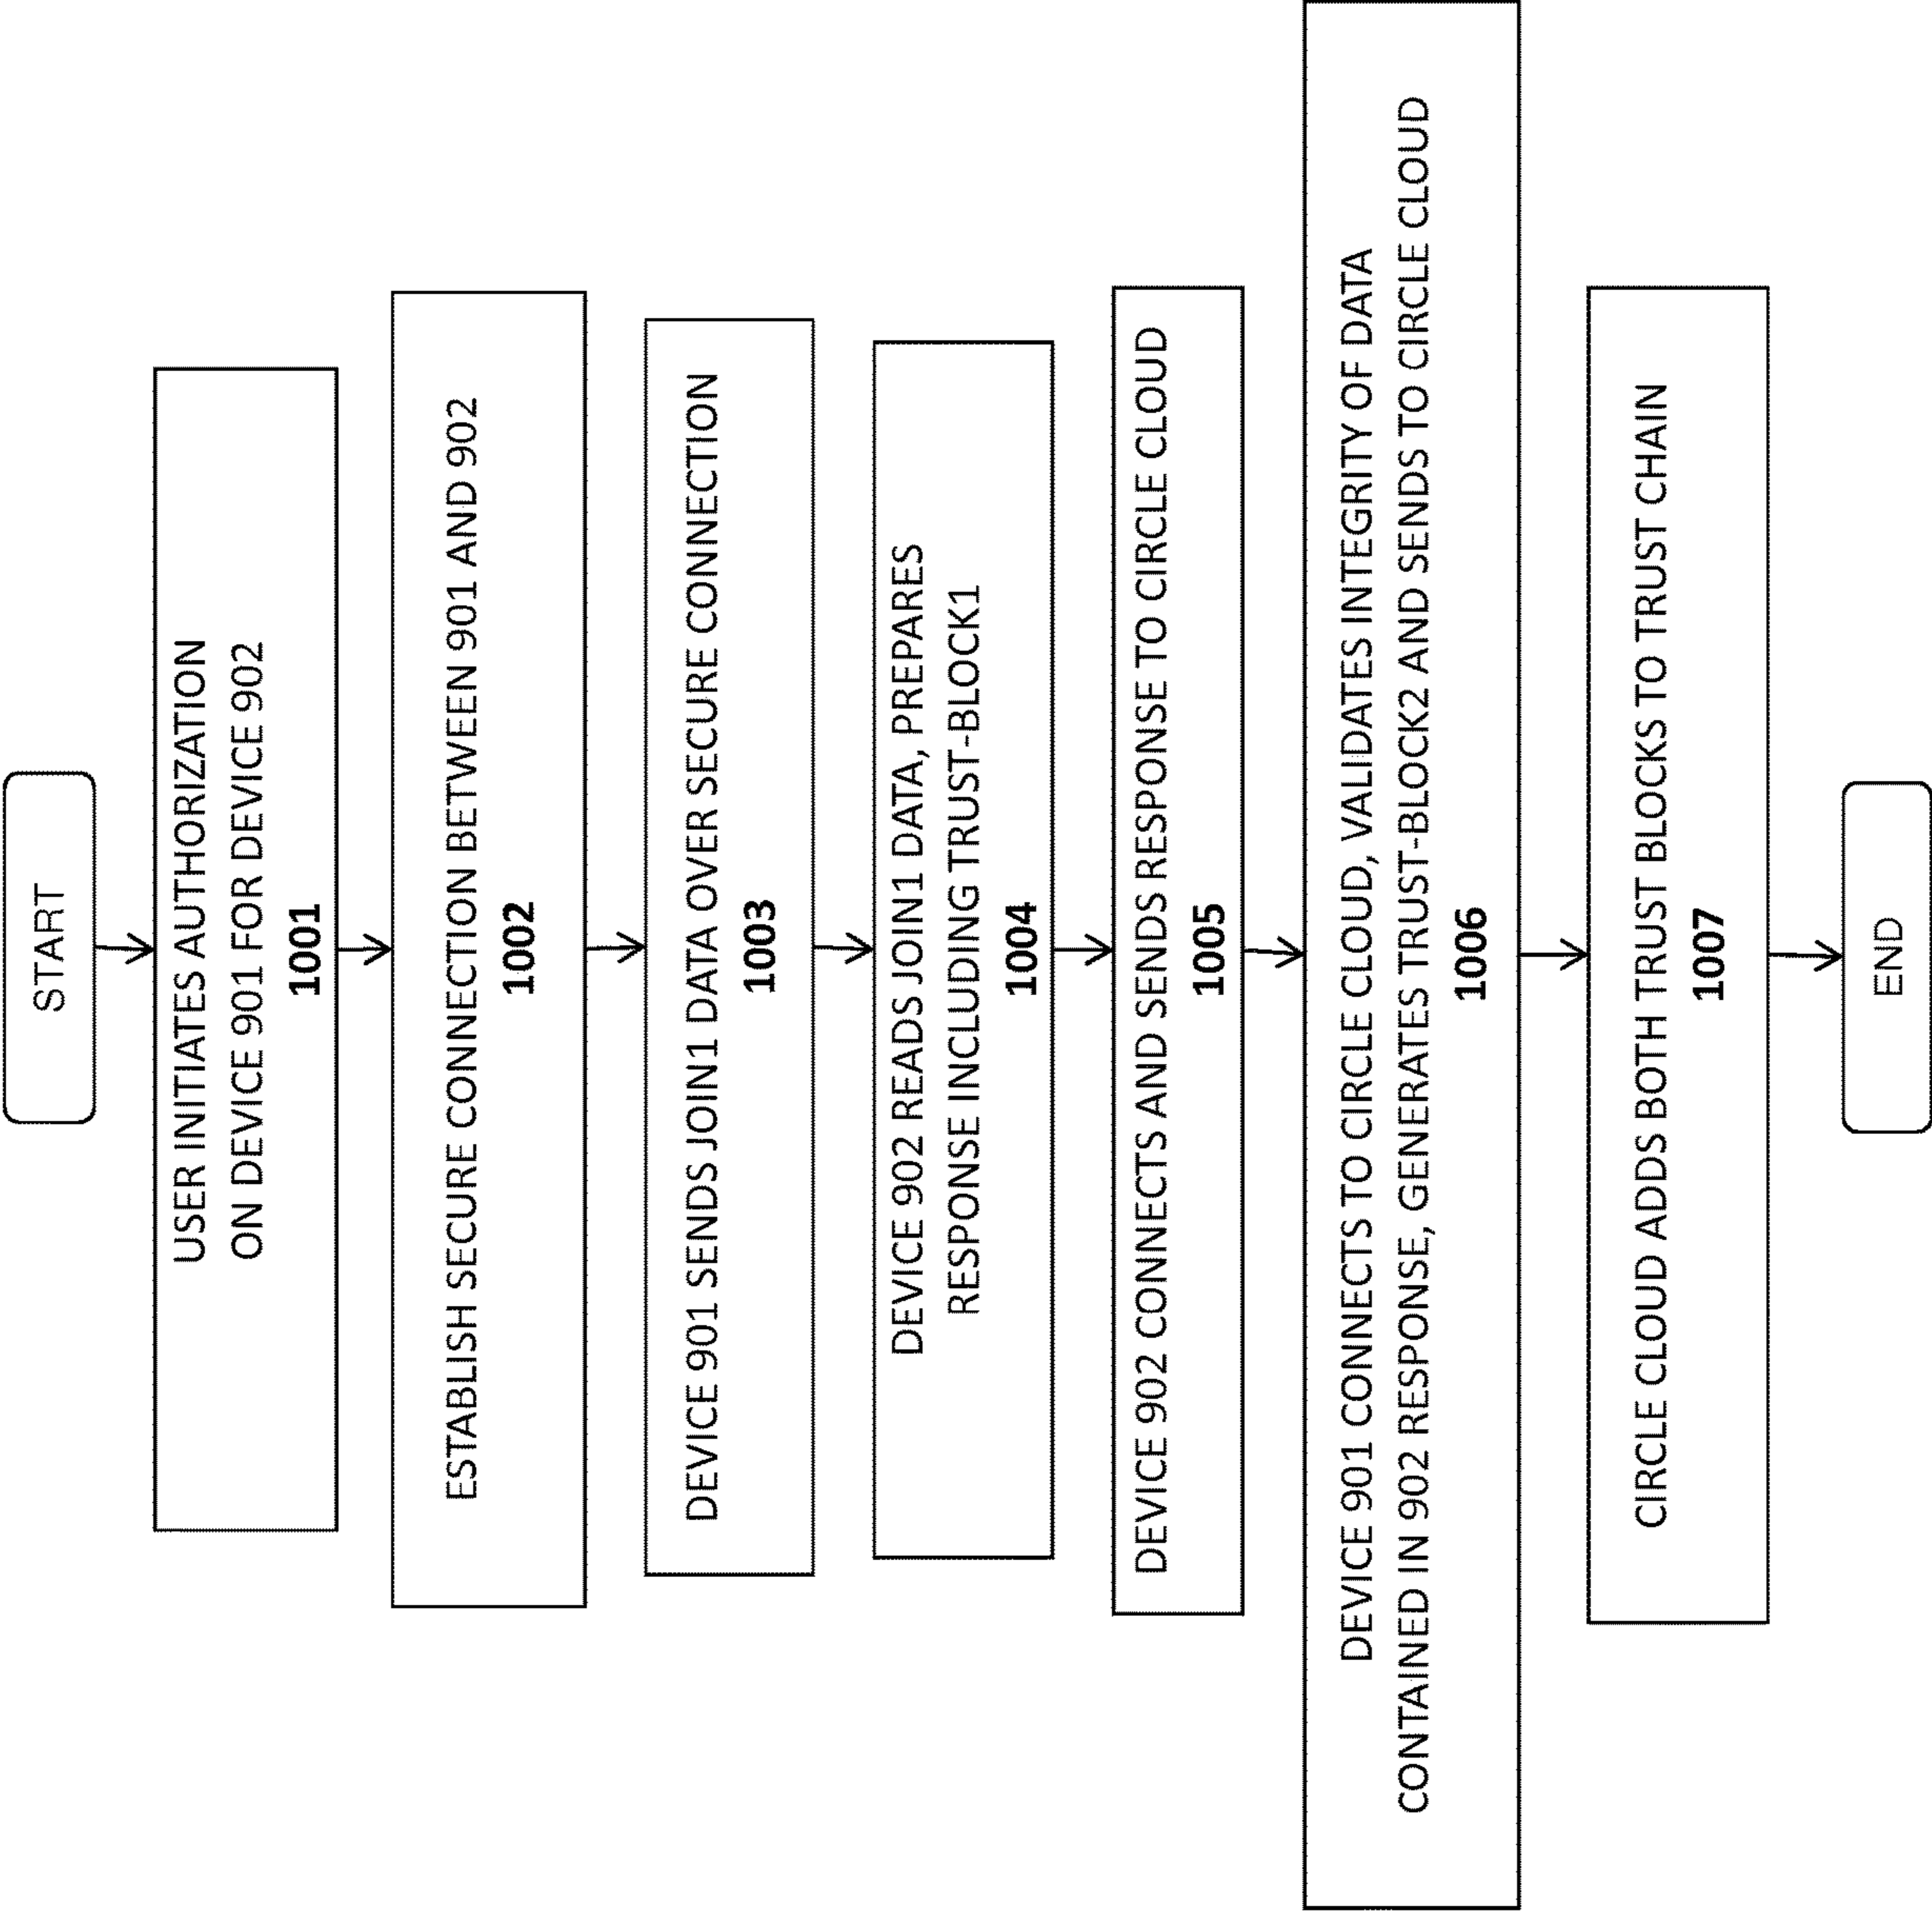 START
USER INITIATES AUTHORIZATION
ON DEVICE 901 FOR DEVICE 902
1001
ESTABLISH SECURE CONNECTION BETWEEN 901 AND 902
1002
DEVICE 901 SENDS JOIN1 DATA OVER SECURE CONNECTION
1003
DEVICE 902 READS JOIN1 DATA, PREPARES
RESPONSE INCLUDING TRUST-BLOCK1
1004
DEVICE 902 CONNECTS AND SENDS RESPONSE TO CIRCLE CLOUD
1005
DEVICE 901 CONNECTS TO CIRCLE CLOUD, VALIDATES INTEGRITY OF DATA
CONTAINED IN 902 RESPONSE, GENERATES TRUST-BLOCK2 AND SENDS TO CIRCLE CLOUD
1006
CIRCLE CLOUD ADDS BOTH TRUST BLOCKS TO TRUST CHAIN
1007
END